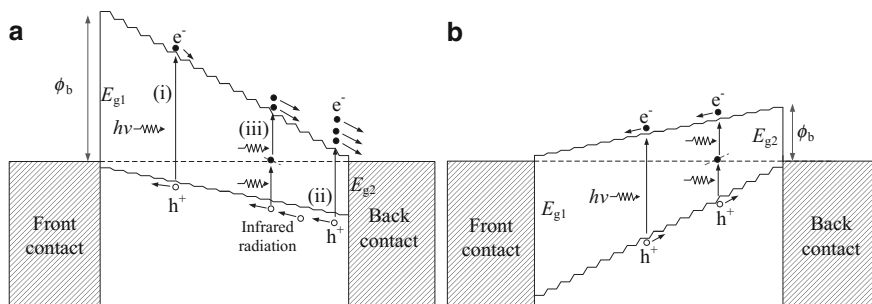 a
e⁻
ϕb
Eg1
(i)
hν
(iii)
e⁻
(ii)
Eg2
h⁺
Infrared
radiation
h⁺
Front
contact
Back
contact
b
e⁻
e⁻
Eg2
ϕb
hν
Eg1
h⁺
h⁺
Front
contact
Back
contact